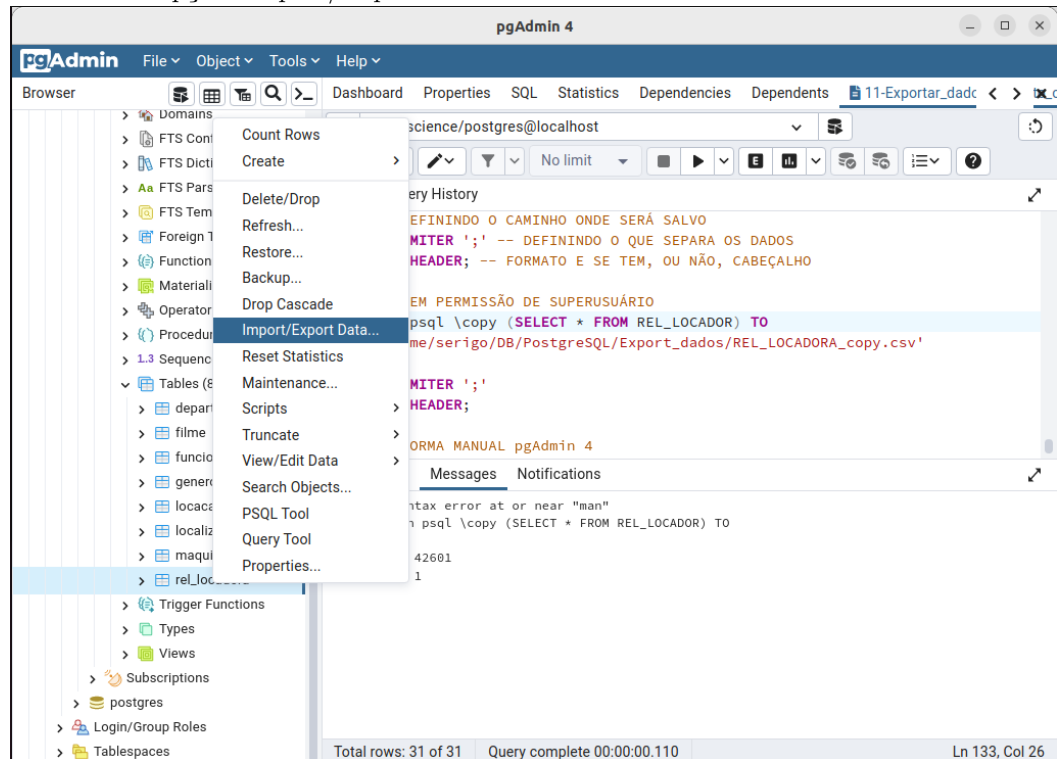 pgAdmin 4
pgAdmin File Object Tools Help
Browser
Dashboard Properties SQL Statistics Dependencies Dependents 11-Exportar_dadc
Domains
FTS Conf
FTS Dicti
Aa FTS Pars
FTS Tem
Foreign T
Function
Materiali
Operator
Procedur
1.3 Sequenc
Tables (8
depart
filme
funcio
genero
locaca
localiz
maqui
Trigger Functions
Types
Views
Subscriptions
postgres
Login/Group Roles
Tablespaces
Count Rows
Create
Delete/Drop
Refresh...
Restore...
Backup...
Drop Cascade
Import/Export Data...
Reset Statistics
Maintenance...
Scripts
Truncate
View/Edit Data
Search Objects...
PSQL Tool
Query Tool
Properties...
science/postgres@localhost
No limit
E
ery History
EFININDO O CAMINHO ONDE SERÁ SALVO
MITER ';' -- DEFININDO O QUE SEPARA OS DADOS
HEADER; -- FORMATO E SE TEM, OU NÃO, CABEÇALHO
EM PERMISSÃO DE SUPERUSUÁRIO
psql \copy (SELECT * FROM REL_LOCADOR) TO
me/serigo/DB/PostgreSQL/Export_dados/REL_LOCADORA_copy.csv'
MITER ';'
HEADER;
ORMA MANUAL pgAdmin 4
Messages Notifications
ntax error at or near "man"
psql \copy (SELECT * FROM REL_LOCADOR) TO
42601
1
Total rows: 31 of 31 Query complete 00:00:00.110 Ln 133, Col 26